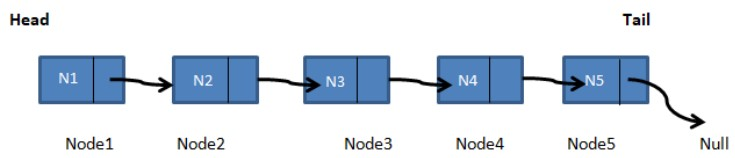 Head Tail
N1 N2 N3 N4 N5
Node1 Node2 Node3 Node4 Node5 Null